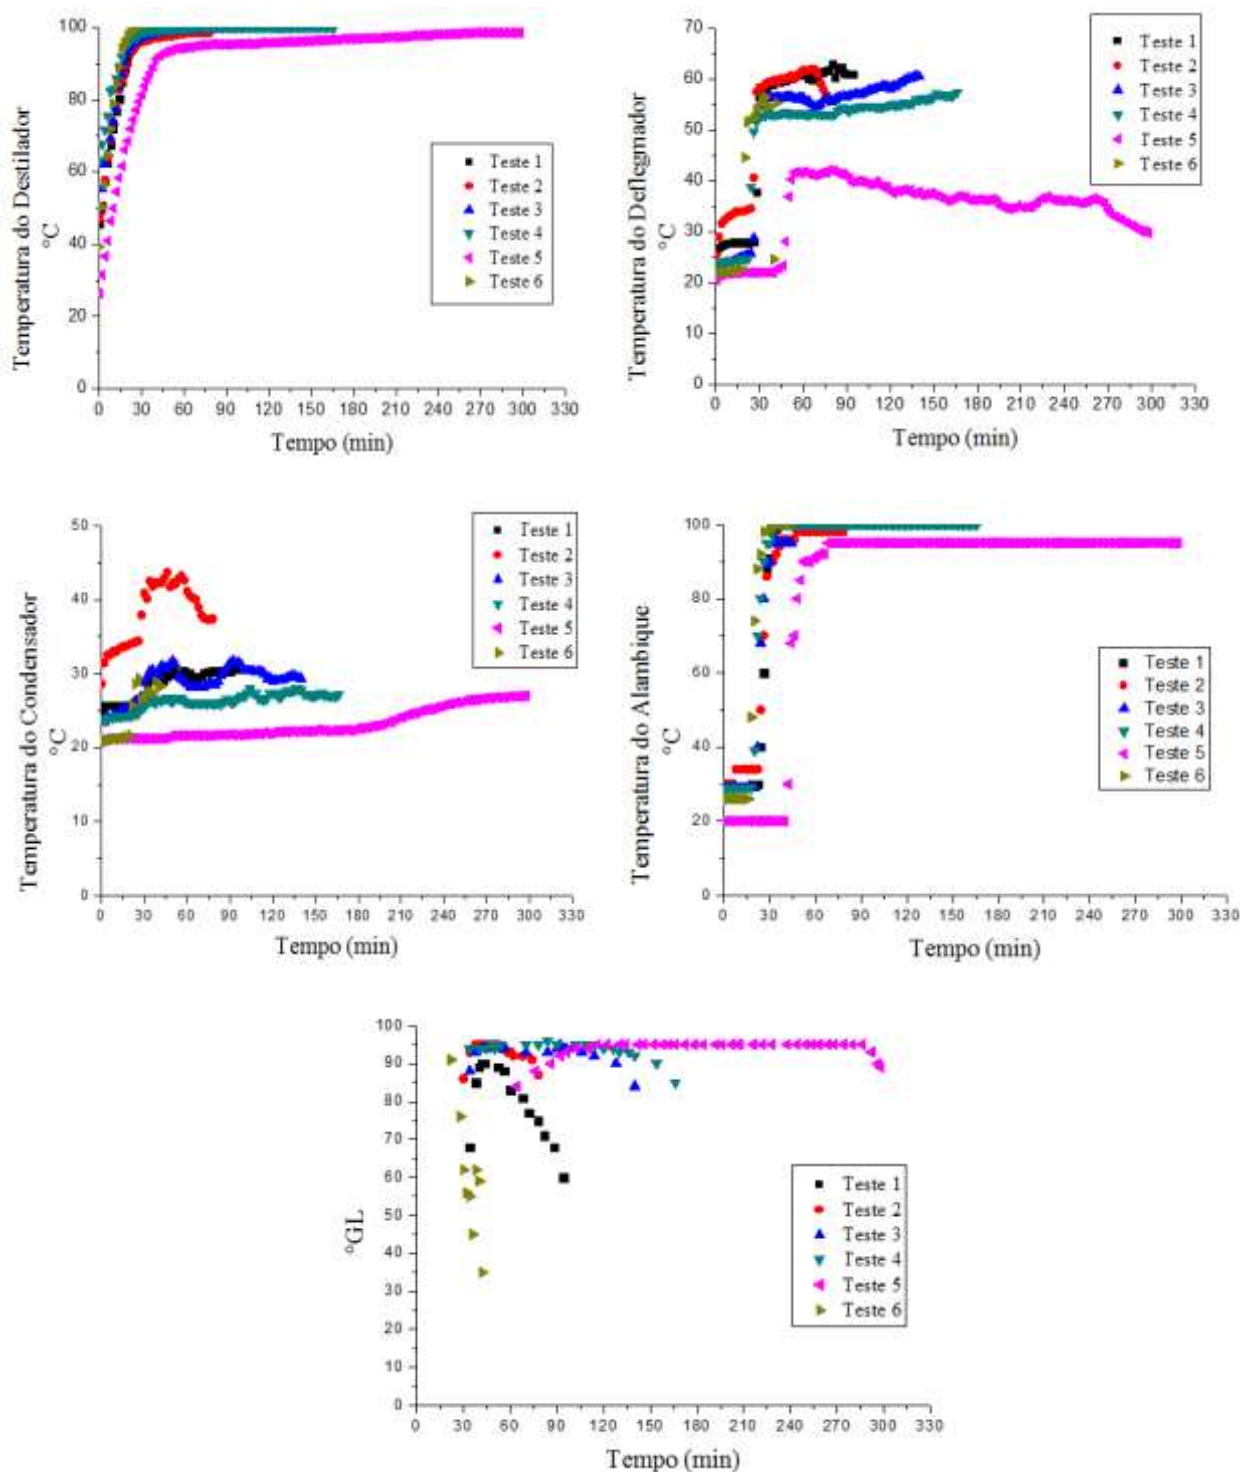 Temperatura do Destilador
°C
100
80
60
40
20
0
0 30 60 90 120 150 180 210 240 270 300 330
Tempo (min)
Teste 1
Teste 2
Teste 3
Teste 4
Teste 5
Teste 6
Temperatura do Deflegmador
°C
70
60
50
40
30
20
10
0
0 30 60 90 120 150 180 210 240 270 300 330
Tempo (min)
Teste 1
Teste 2
Teste 3
Teste 4
Teste 5
Teste 6
Temperatura do Condensador
°C
50
40
30
20
10
0
0 30 60 90 120 150 180 210 240 270 300 330
Tempo (min)
Teste 1
Teste 2
Teste 3
Teste 4
Teste 5
Teste 6
Temperatura do Alambique
°C
100
80
60
40
20
0
0 30 60 90 120 150 180 210 240 270 300 330
Tempo (min)
Teste 1
Teste 2
Teste 3
Teste 4
Teste 5
Teste 6
°GL
100
90
80
70
60
50
40
30
20
10
0
0 30 60 90 120 150 180 210 240 270 300 330
Tempo (min)
Teste 1
Teste 2
Teste 3
Teste 4
Teste 5
Teste 6